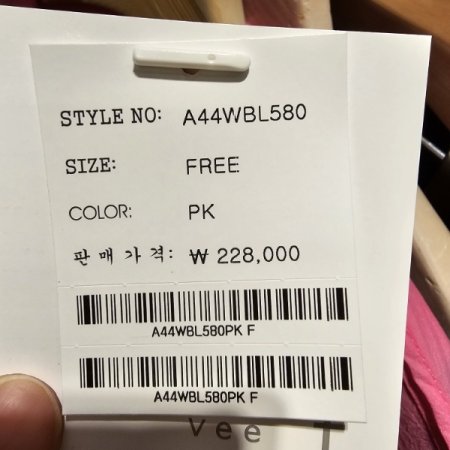 STYLE NO: A44WBL580
SIZE: FREE
COLOR: PK
판매가격: ₩ 228,000
A44WBL580PK F
A44WBL580PK F
vee